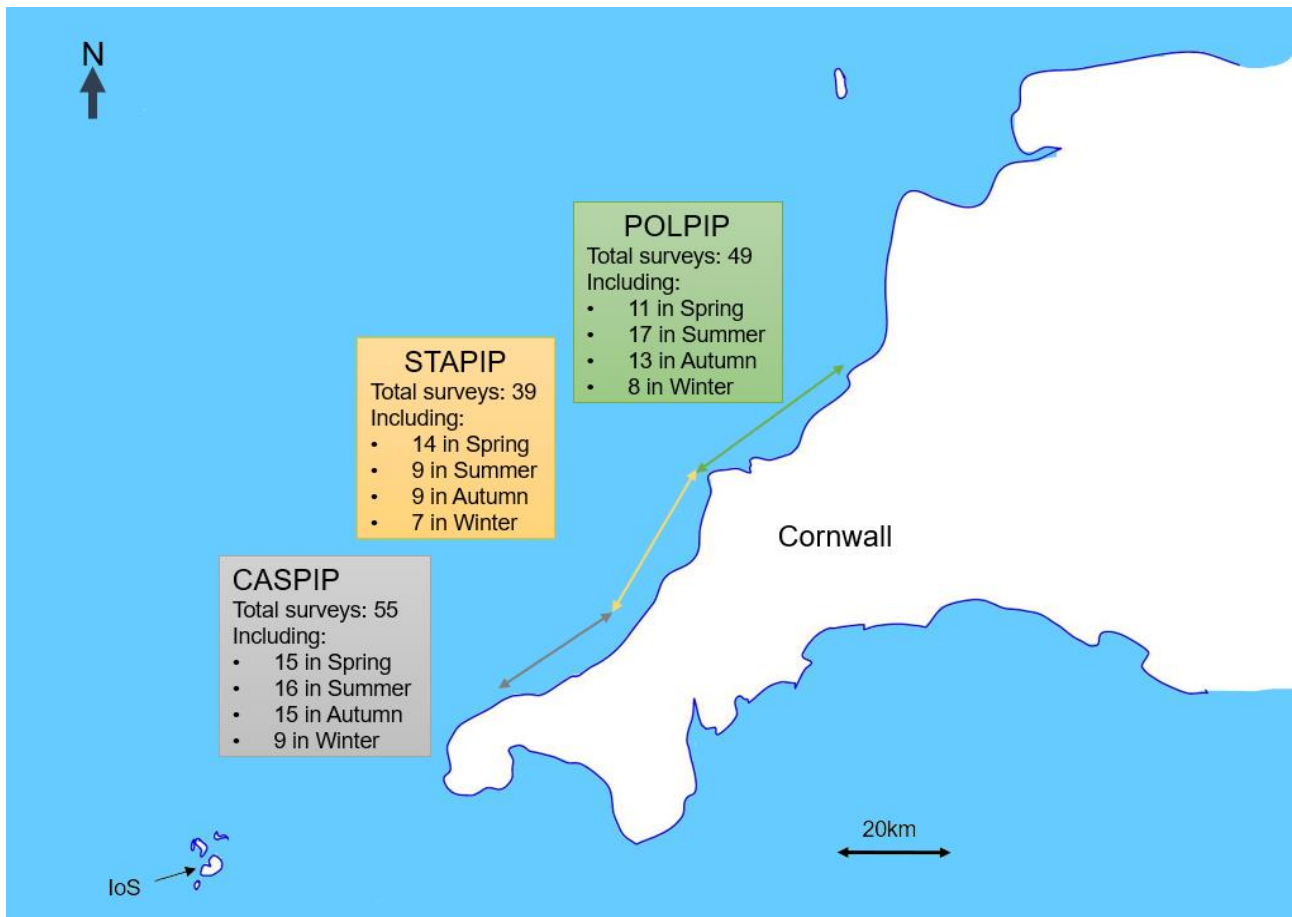 N
POLPIP
Total surveys: 49
Including:
• 11 in Spring
• 17 in Summer
• 13 in Autumn
• 8 in Winter
STAPIP
Total surveys: 39
Including:
• 14 in Spring
• 9 in Summer
• 9 in Autumn
• 7 in Winter
Cornwall
CASPIP
Total surveys: 55
Including:
• 15 in Spring
• 16 in Summer
• 15 in Autumn
• 9 in Winter
20km
IoS